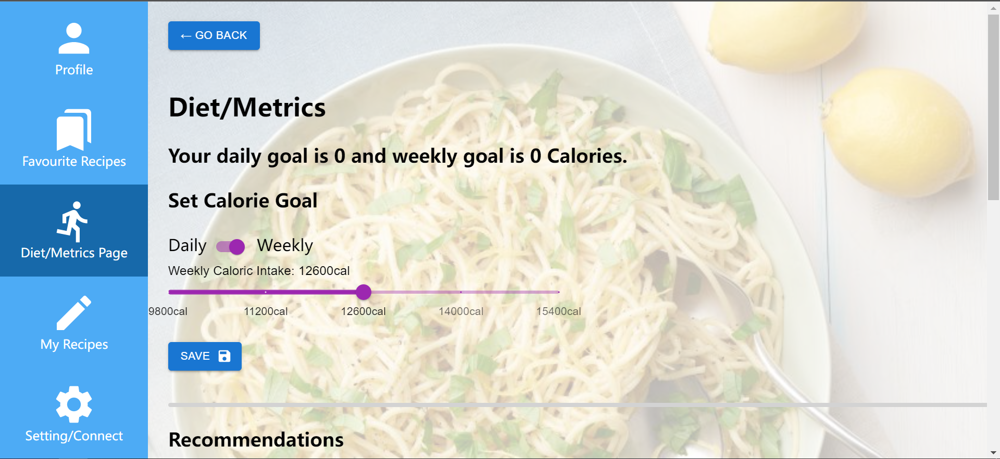 Profile
Favourite Recipes
Diet/Metrics Page
My Recipes
Setting/Connect
← GO BACK
Diet/Metrics
Your daily goal is 0 and weekly goal is 0 Calories.
Set Calorie Goal
Daily Weekly
Weekly Caloric Intake: 12600cal
9800cal 11200cal 12600cal 14000cal 15400cal
SAVE
Recommendations